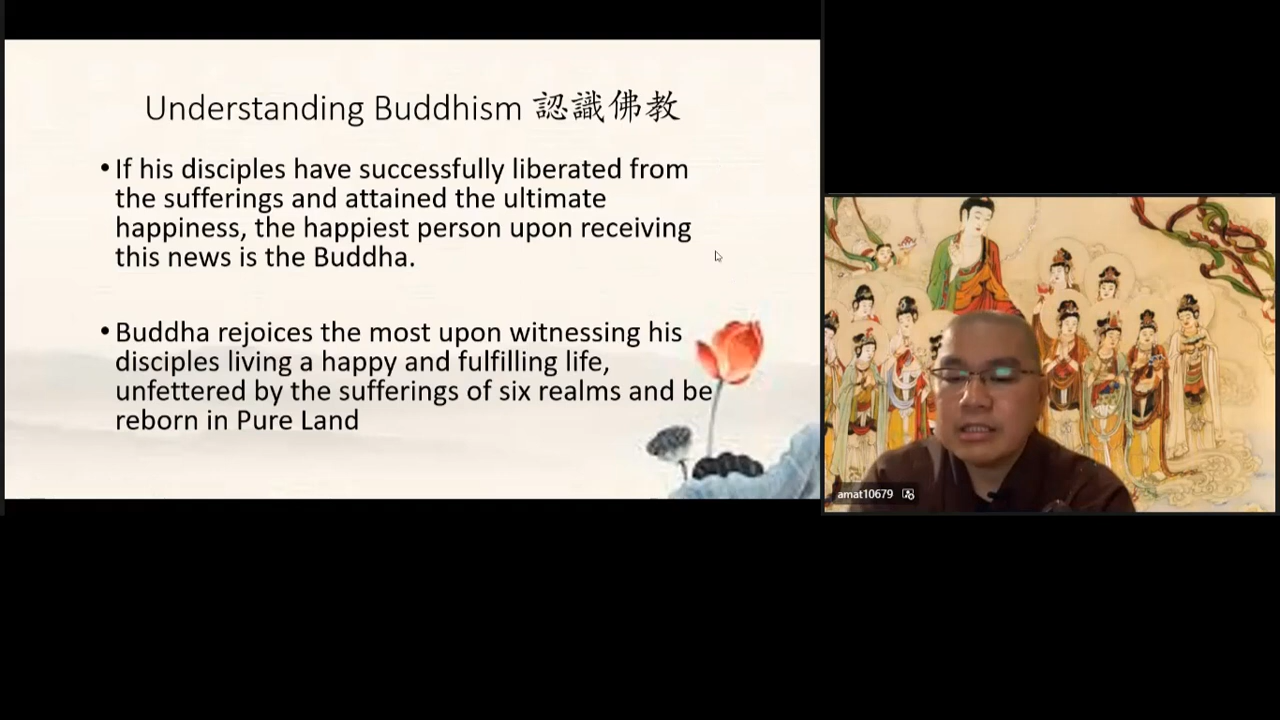 Understanding Buddhism 認識佛教
•If his disciples have successfully liberated from
the sufferings and attained the ultimate
happiness, the happiest person upon receiving
this news is the Buddha.
•Buddha rejoices the most upon witnessing his
disciples living a happy and fulfilling life,
unfettered by the sufferings of six realms and be
reborn in Pure Land
amat10679